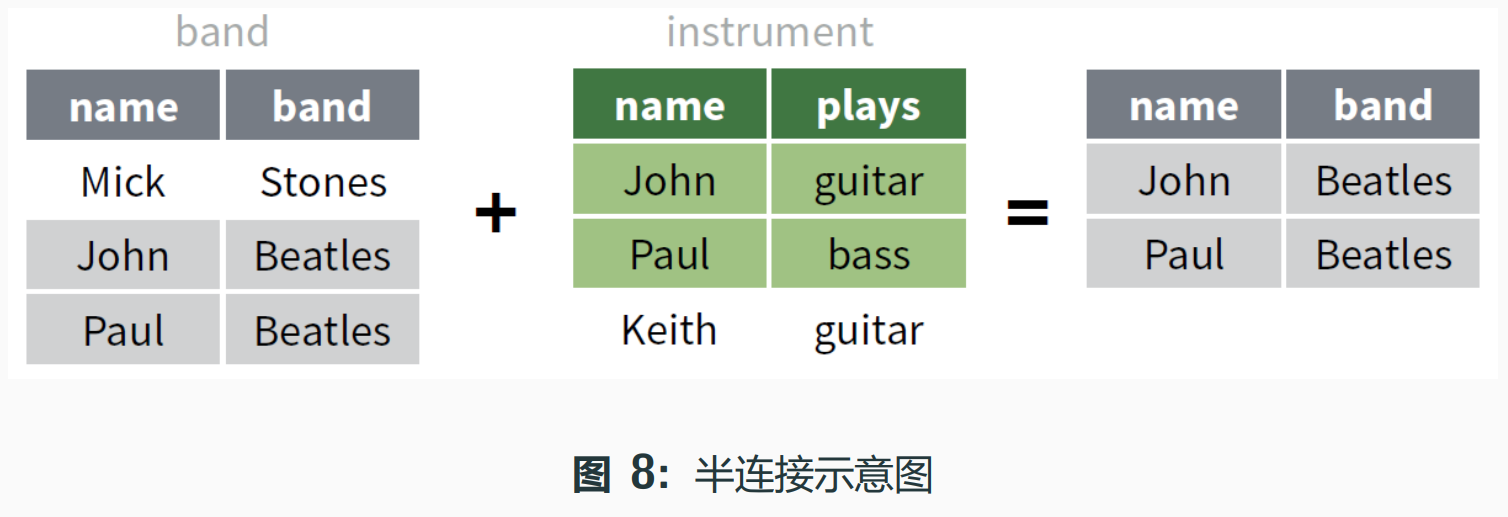 band instrument
name band name plays name band
Mick Stones John guitar John Beatles
+ =
John Beatles Paul bass Paul Beatles
Paul Beatles Keith guitar
图 8: 半连接示意图